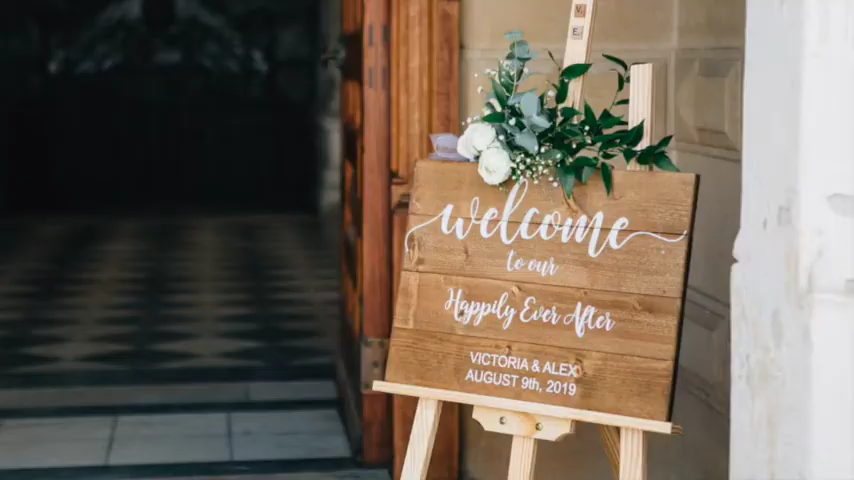 V
E
welcome
to our
Happily Ever After
VICTORIA & ALEX
AUGUST 9th, 2019